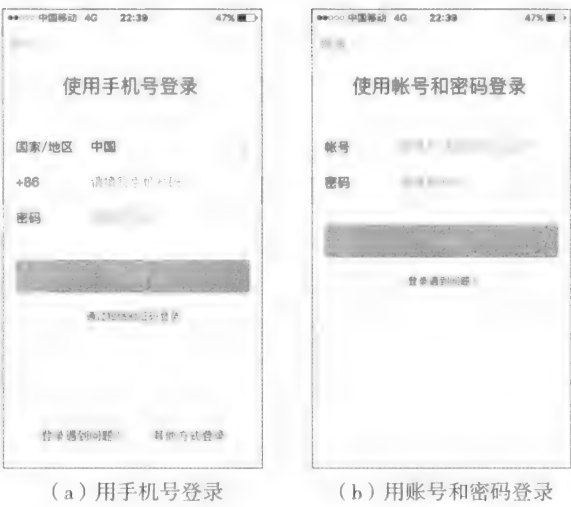 中国移动 4G 22:39 47%
使用手机号登录
国家/地区 中国
+86
密码
登录遇到问题?
其他方式登录
(a)用手机号登录
中国移动 4G 22:39 47%
使用帐号和密码登录
帐号
密码
登录遇到问题?
(b)用账号和密码登录